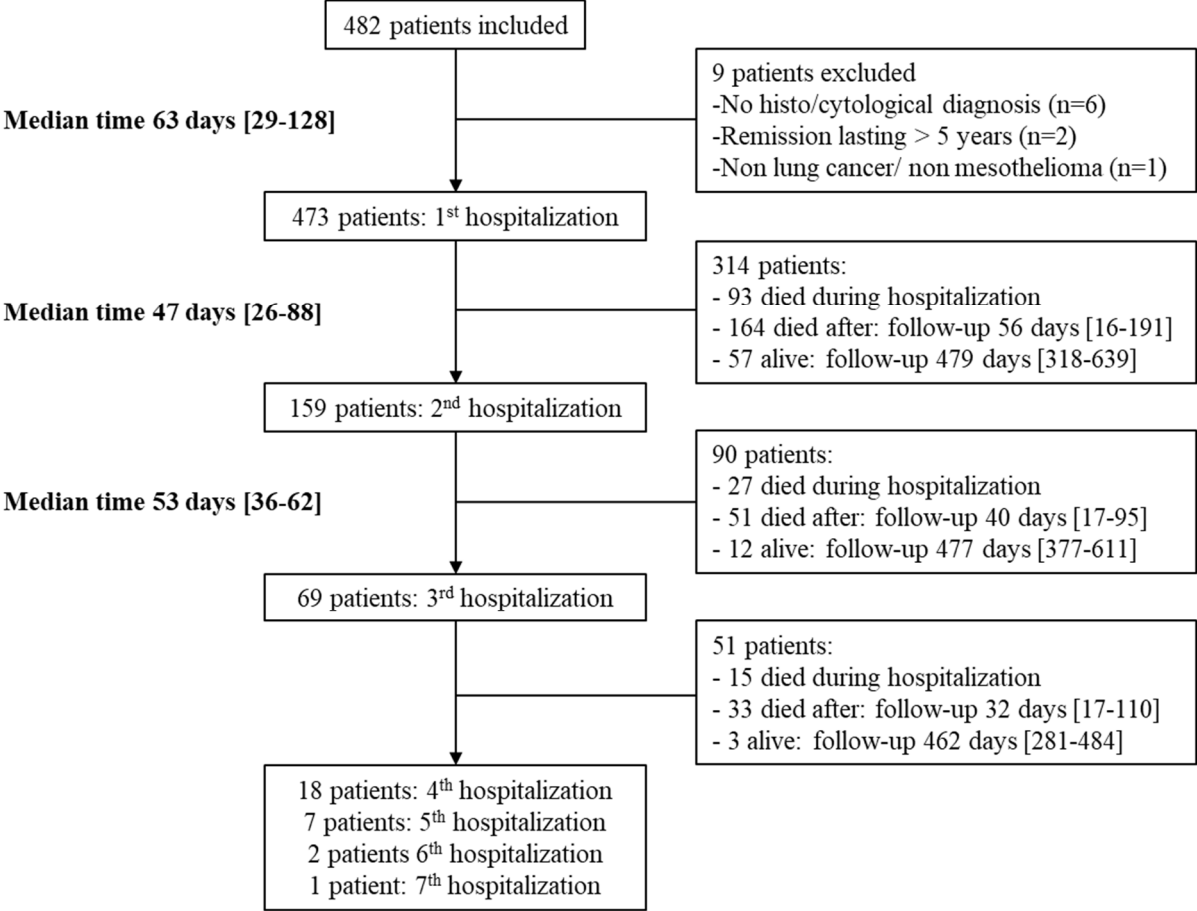 482 patients included
9 patients excluded
-No histo/cytological diagnosis (n=6)
-Remission lasting > 5 years (n=2)
-Non lung cancer/ non mesothelioma (n=1)
Median time 63 days [29-128]
473 patients: 1st hospitalization
314 patients:
- 93 died during hospitalization
- 164 died after: follow-up 56 days [16-191]
- 57 alive: follow-up 479 days [318-639]
Median time 47 days [26-88]
159 patients: 2nd hospitalization
90 patients:
- 27 died during hospitalization
- 51 died after: follow-up 40 days [17-95]
- 12 alive: follow-up 477 days [377-611]
Median time 53 days [36-62]
69 patients: 3rd hospitalization
51 patients:
- 15 died during hospitalization
- 33 died after: follow-up 32 days [17-110]
- 3 alive: follow-up 462 days [281-484]
18 patients: 4th hospitalization
7 patients: 5th hospitalization
2 patients 6th hospitalization
1 patient: 7th hospitalization